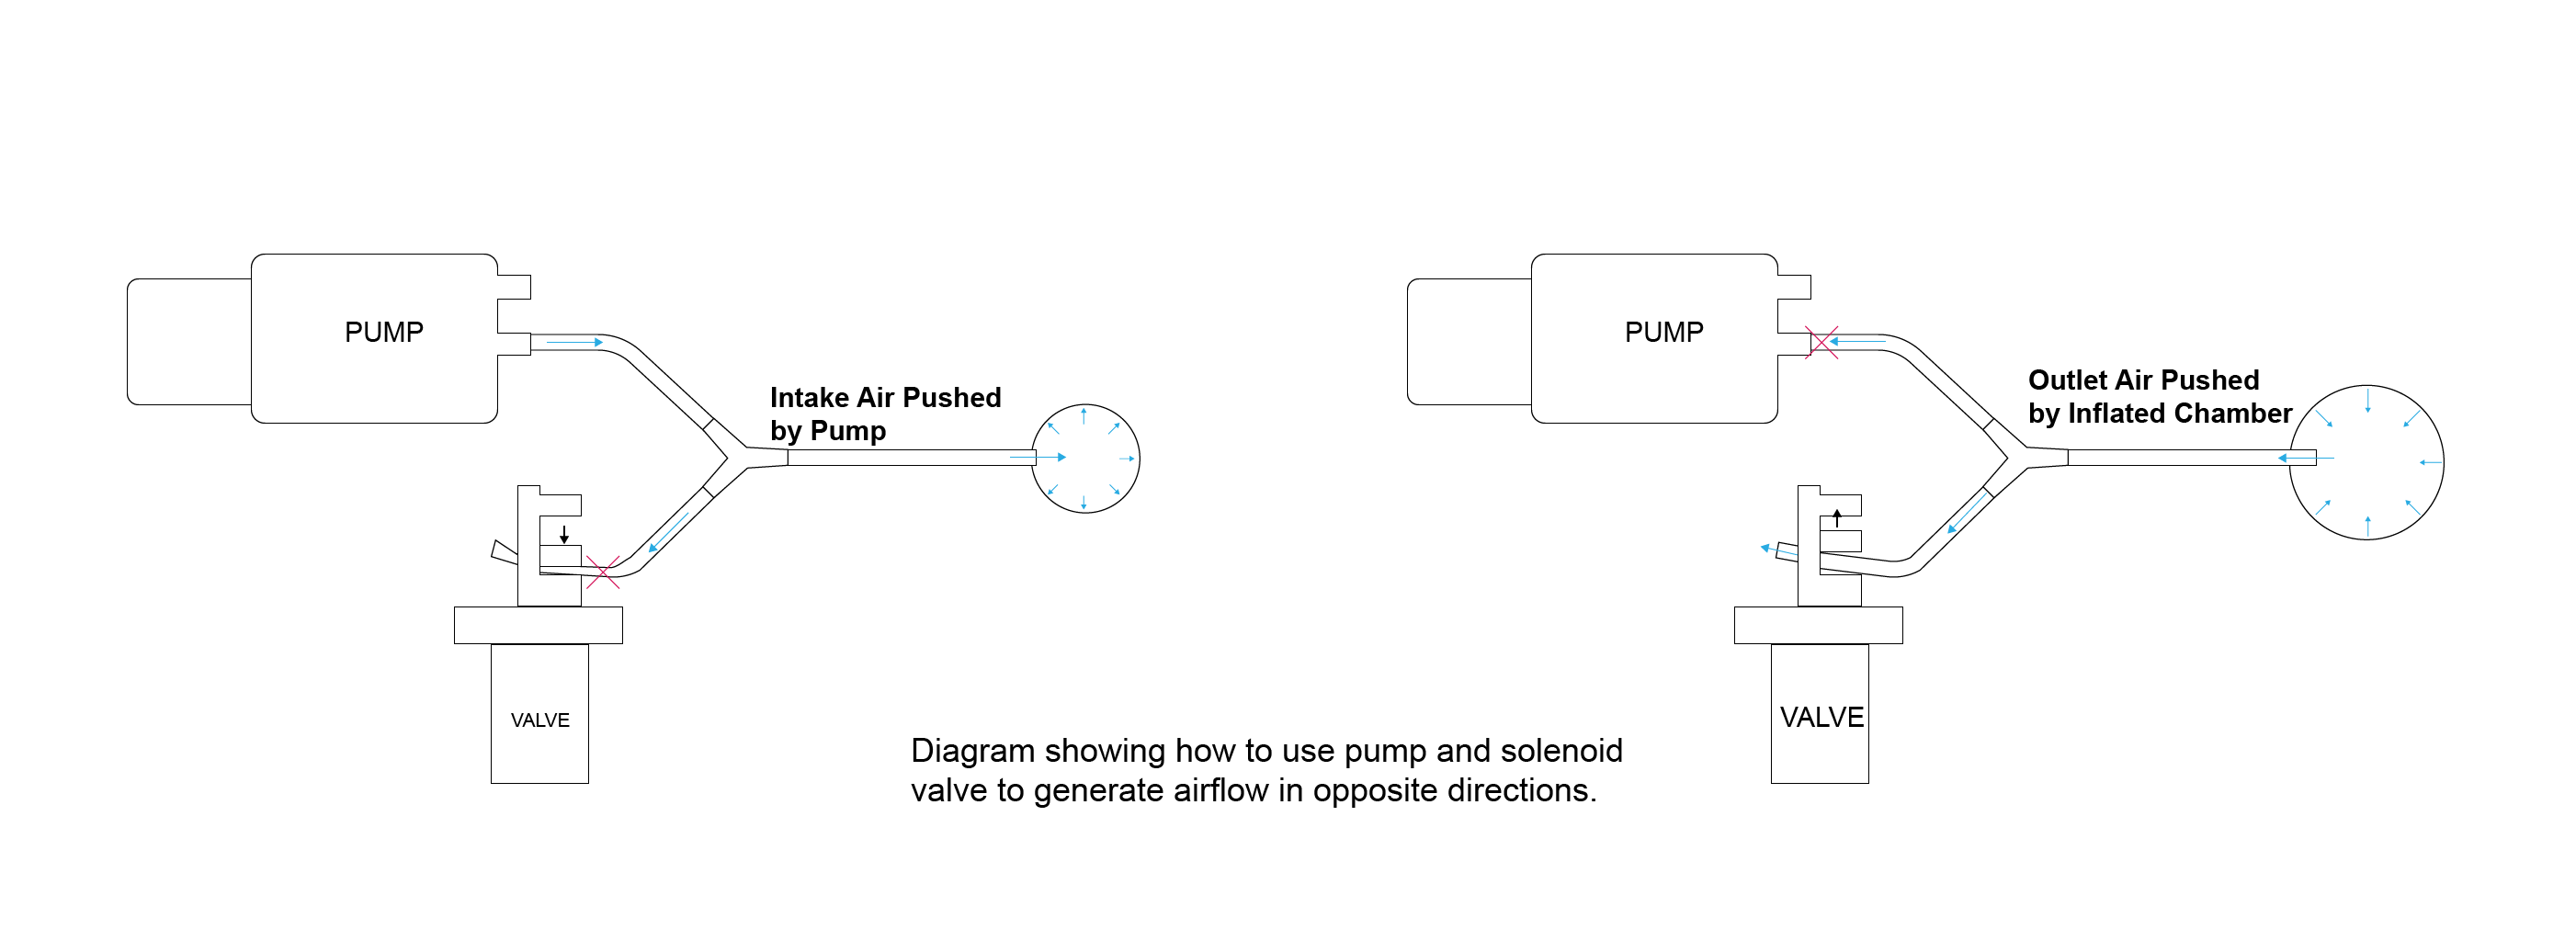 PUMP
Intake Air Pushed
by Pump
VALVE
PUMP
Outlet Air Pushed
by Inflated Chamber
VALVE
Diagram showing how to use pump and solenoid
valve to generate airflow in opposite directions.